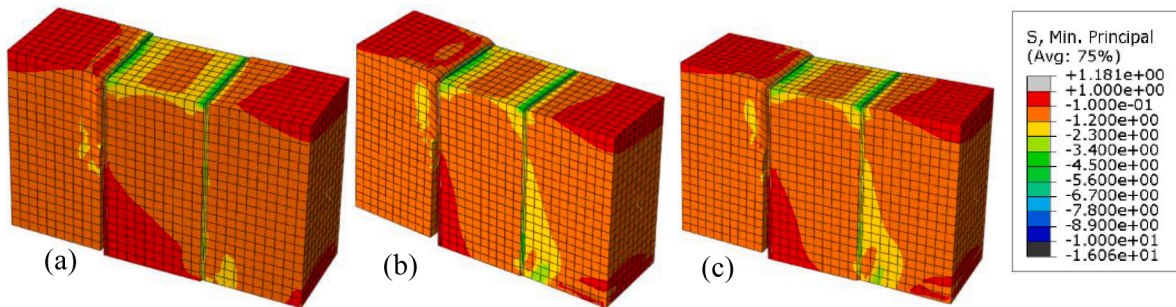 (a)
(b)
(c)
S, Min. Principal
(Avg: 75%)
+1.181e+00
+1.000e+00
-1.000e-01
-1.200e+00
-2.300e+00
-3.400e+00
-4.500e+00
-5.600e+00
-6.700e+00
-7.800e+00
-8.900e+00
-1.000e+01
-1.606e+01